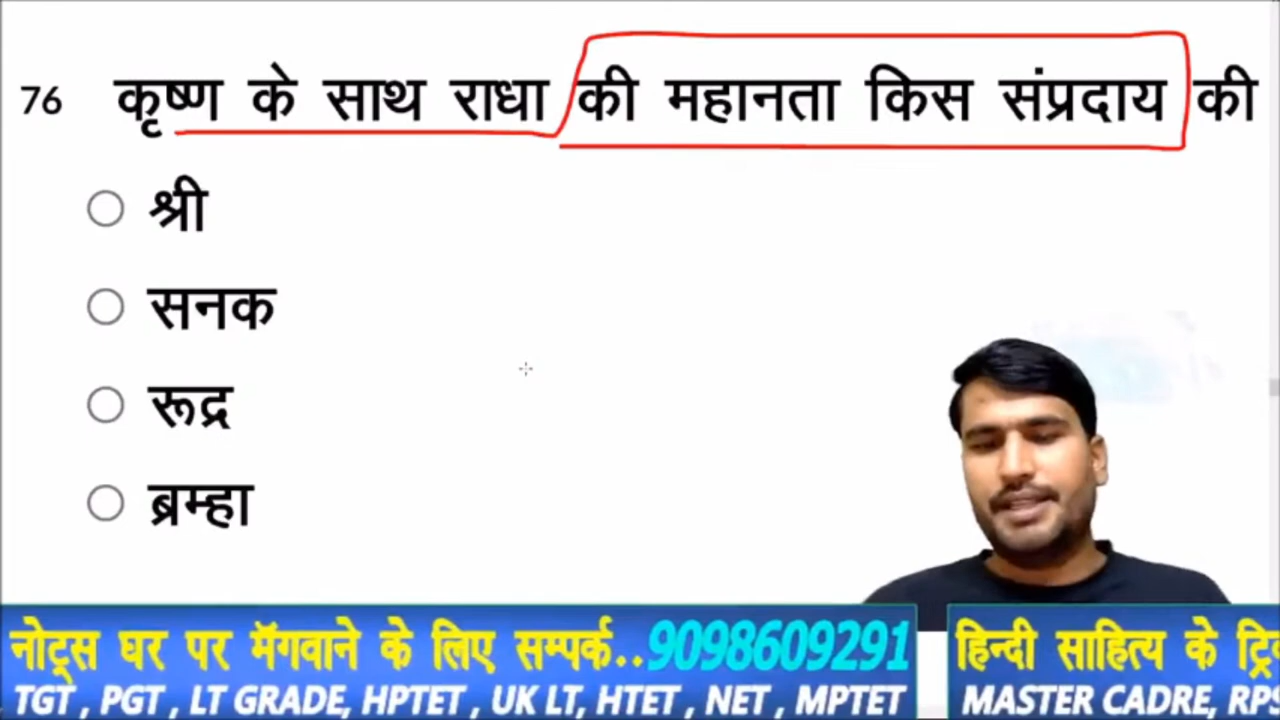 76 कृष्ण के साथ राधा की महानता किस संप्रदाय की
श्री
सनक
रूद्र
ब्रम्हा
नोट्स घर पर मॅगवाने के लिए सम्पर्क..9098609291
हिन्दी साहित्य के
TGT , PGT , LT GRADE, HPTET , UK LT, HTET , NET , MPTET
MASTER CADRE, RPS